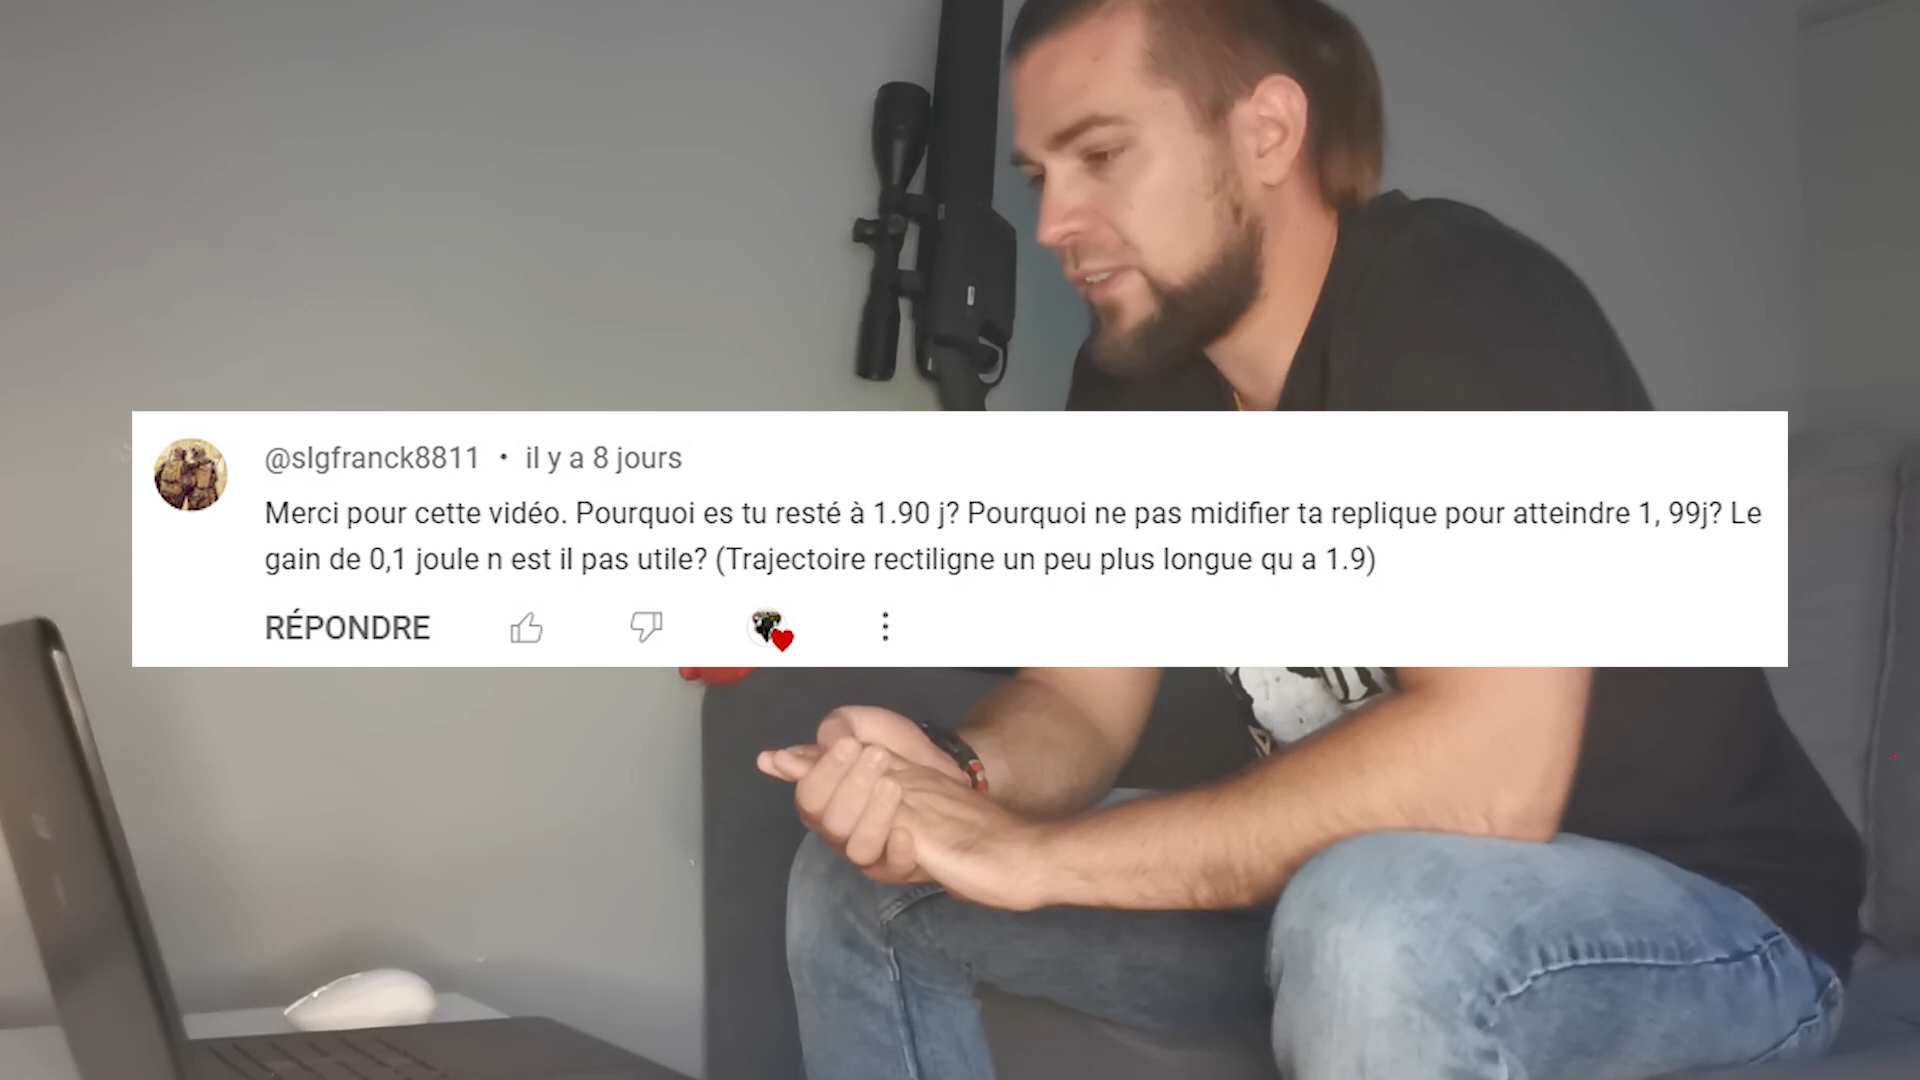 @slgfranck8811 • il y a 8 jours
Merci pour cette vidéo. Pourquoi es tu resté à 1.90 j? Pourquoi ne pas midifier ta replique pour atteindre 1, 99j? Le
gain de 0,1 joule n est il pas utile? (Trajectoire rectiligne un peu plus longue qu a 1.9)
RÉPONDRE